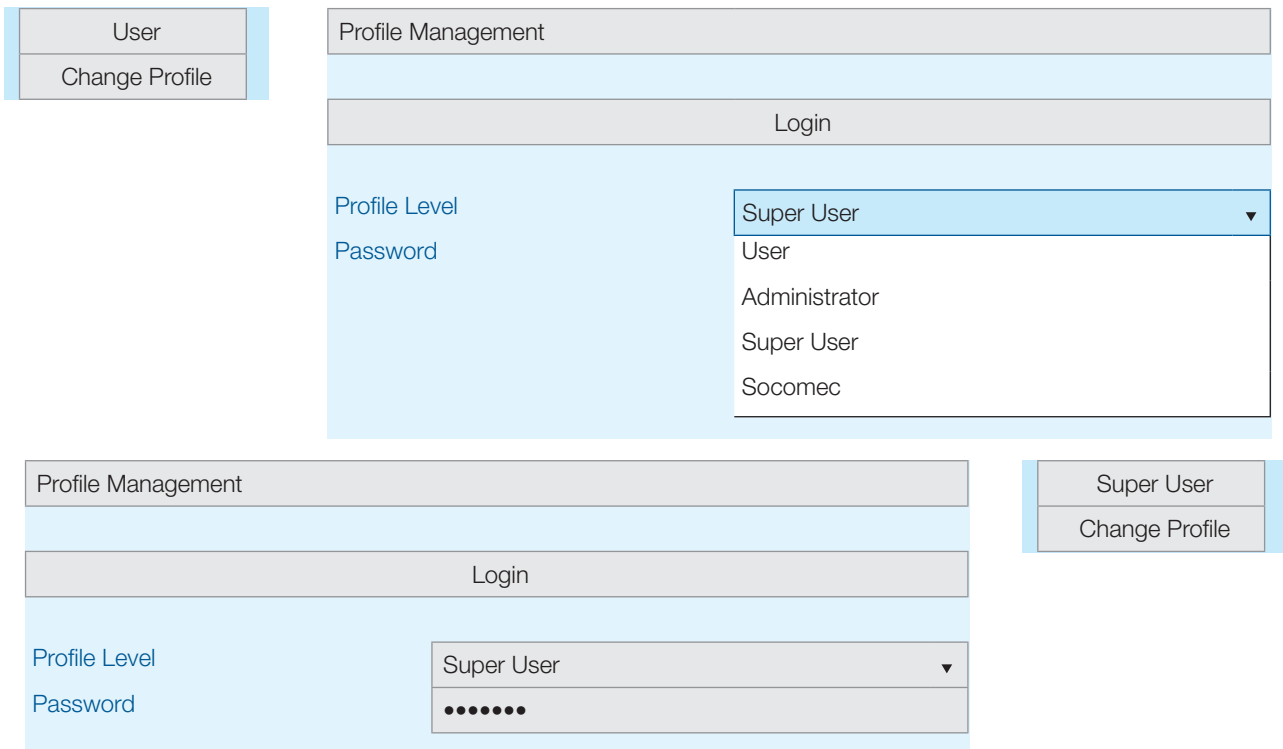 User
Change Profile
Profile Management
Login
Profile Level
Super User
Password
User
Administrator
Super User
Socomec
Profile Management
Login
Profile Level
Super User
Password
•••••••
Super User
Change Profile